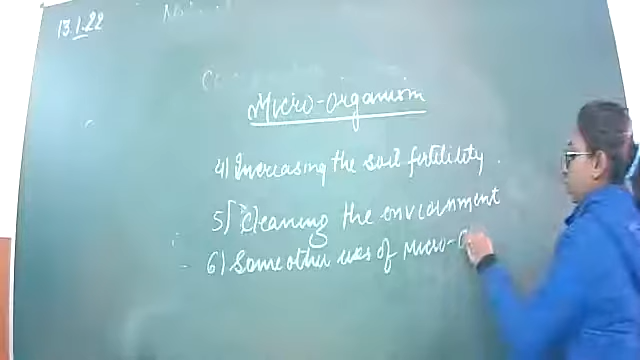 13.1.22
Micro-organism
4) Increasing the soil fertility.
5) Cleaning the environment
6) Some other uses of Micro-o